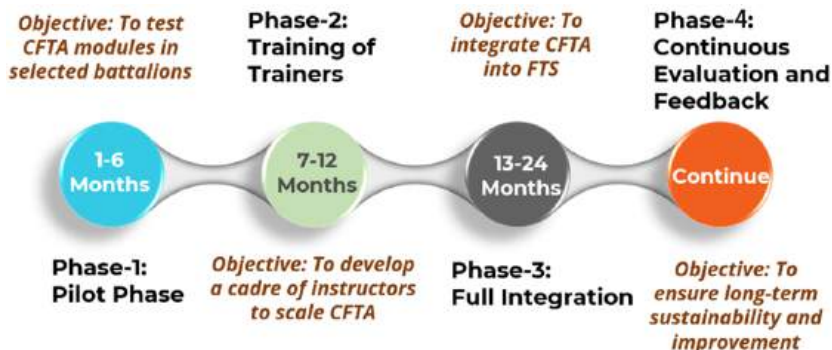 Objective: To test
CFTA modules in
selected battalions
Phase-2:
Training of
Trainers
Objective: To
integrate CFTA
into FTS
Phase-4:
Continuous
Evaluation and
Feedback
1-6
Months
7-12
Months
13-24
Months
Continue
Phase-1:
Pilot Phase
Objective: To develop
a cadre of instructors
to scale CFTA
Phase-3:
Full Integration
Objective: To
ensure long-term
sustainability and
improvement